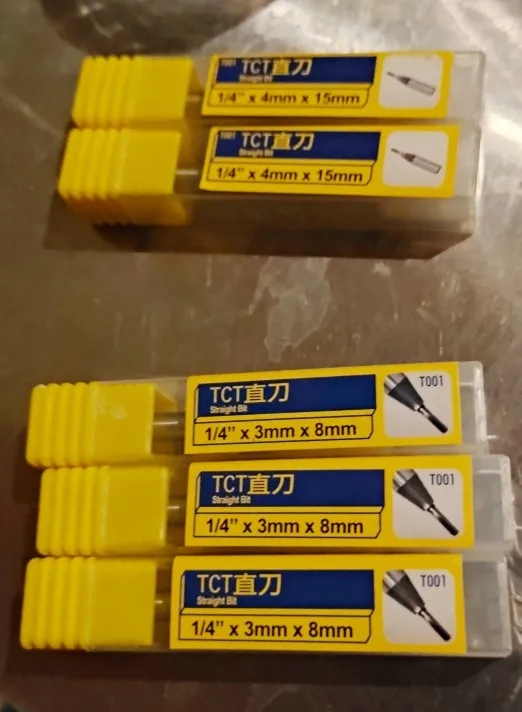 T001 TCT直刀
Straight Bit
1/4” x 4mm x 15mm
T001 TCT直刀
Straight Bit
1/4” x 4mm x 15mm
TCT直刀 T001
Straight Bit
1/4” x 3mm x 8mm
TCT直刀 T001
Straight Bit
1/4” x 3mm x 8mm
TCT直刀 T001
Straight Bit
1/4” x 3mm x 8mm